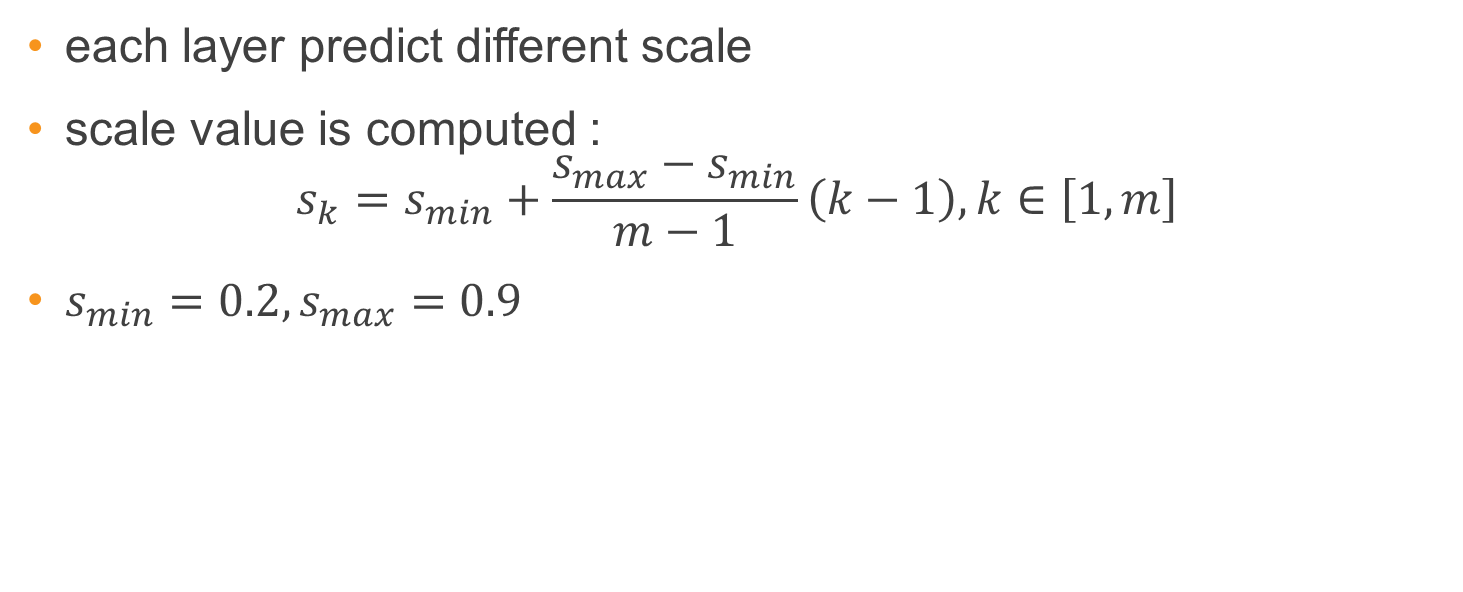 • each layer predict different scale
• scale value is computed :
s_k = s_min + \frac{s_max − s_min}{m − 1} (k − 1), k ∈ [1, m]
• s_min = 0.2, s_max = 0.9